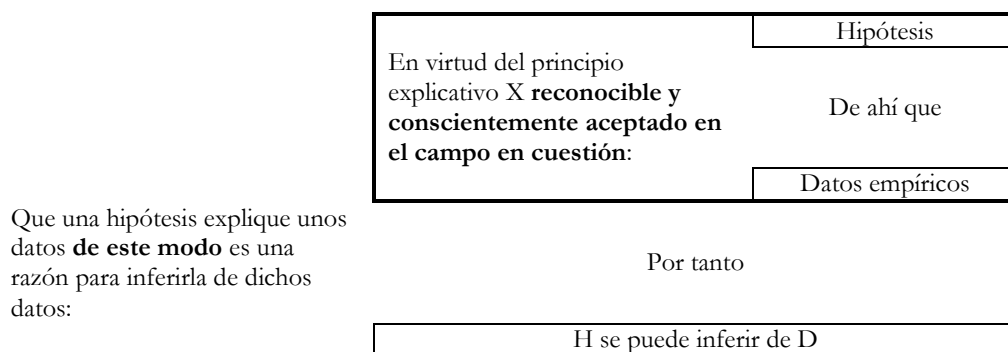 Hipótesis
En virtud del principio
explicativo X reconocible y
conscientemente aceptado en
el campo en cuestión:
De ahí que
Datos empíricos
Que una hipótesis explique unos
datos de este modo es una
razón para inferirla de dichos
datos:
Por tanto
H se puede inferir de D